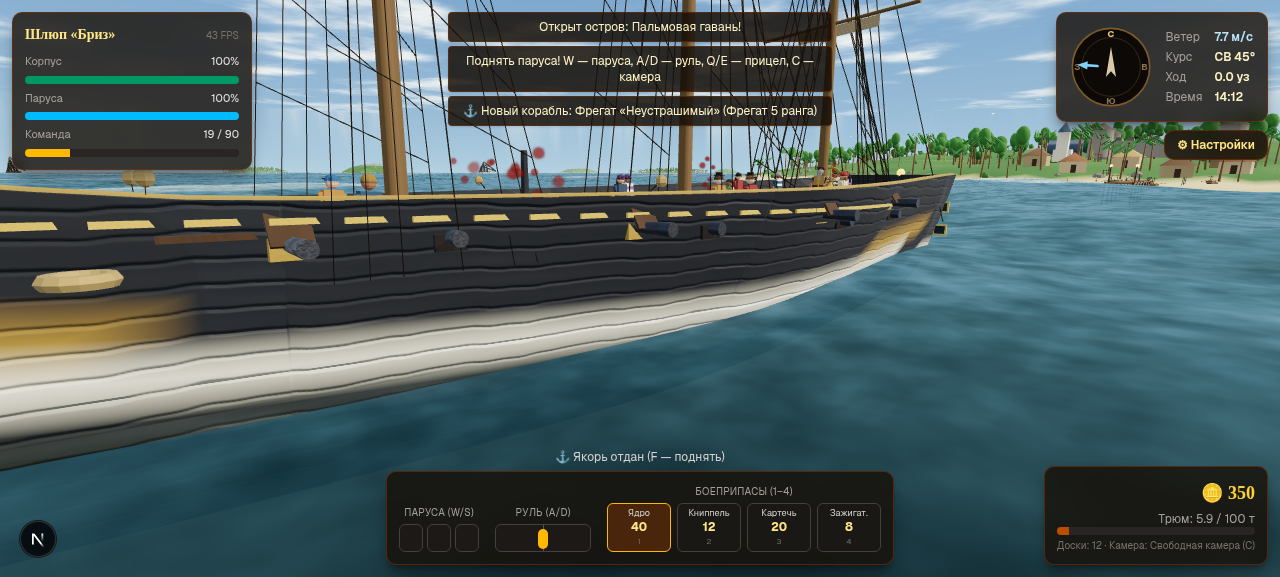 Шлюп «Бриз»
43 FPS
Корпус 100%
Паруса 100%
Команда 19 / 90
Открыт остров: Пальмовая гавань!
Поднять паруса! W — паруса, A/D — руль, Q/E — прицел, C —
камера
⚓ Новый корабль: Фрегат «Неустрашимый» (Фрегат 5 ранга)
С
З
В
Ю
Ветер 7.7 м/с
Курс СВ 45°
Ход 0.0 уз
Время 14:12
⚙ Настройки
⚓ Якорь отдан (F — поднять)
ПАРУСА (W/S)
РУЛЬ (A/D)
БОЕПРИПАСЫ (1–4)
Ядро
40
1
Книппель
12
2
Картечь
20
3
Зажигат.
8
4
350
Трюм: 5.9 / 100 т
Доски: 12 · Камера: Свободная камера (C)
N